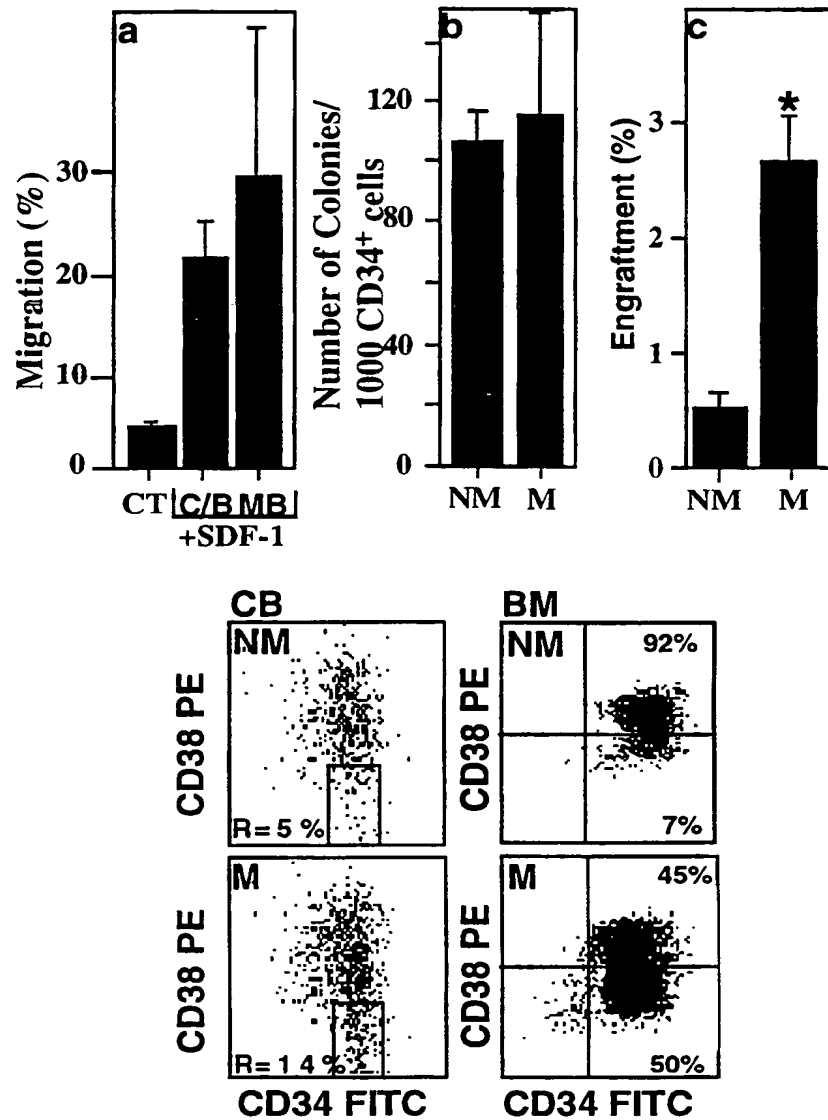 a
Migration (%)
30
20
10
0
CT C/B MB
+SDF-1
b
Number of Colonies/
1000 CD34+ cells
120
80
40
0
NM M
c
Engraftment (%)
3
2
1
0
*
NM M
CB
NM
CD38 PE
R= 5 %
BM
NM
92%
CD38 PE
7%
M
CD38 PE
R= 1 4 %
CD34 FITC
M
45%
CD38 PE
50%
CD34 FITC